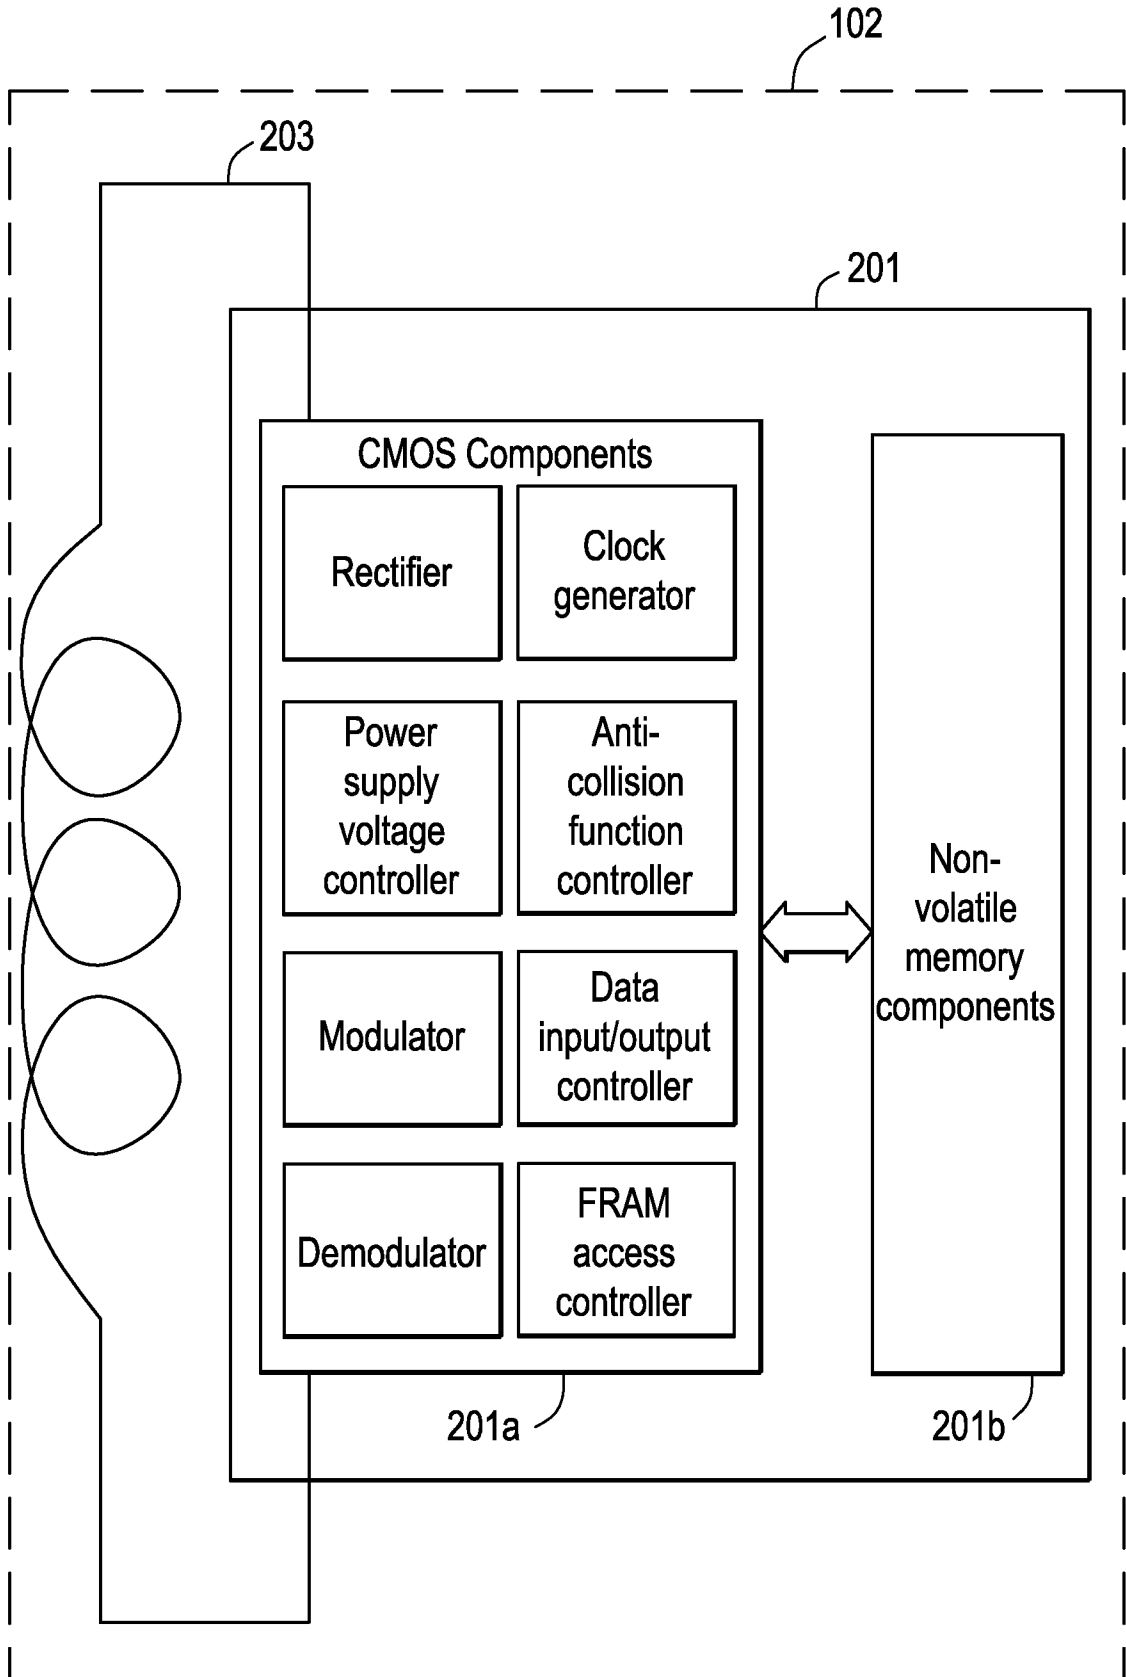 102
203
201
CMOS Components
Rectifier
Clock
generator
Power
supply
voltage
controller
Anti-
collision
function
controller
Modulator
Data
input/output
controller
Demodulator
FRAM
access
controller
Non-
volatile
memory
components
201a
201b